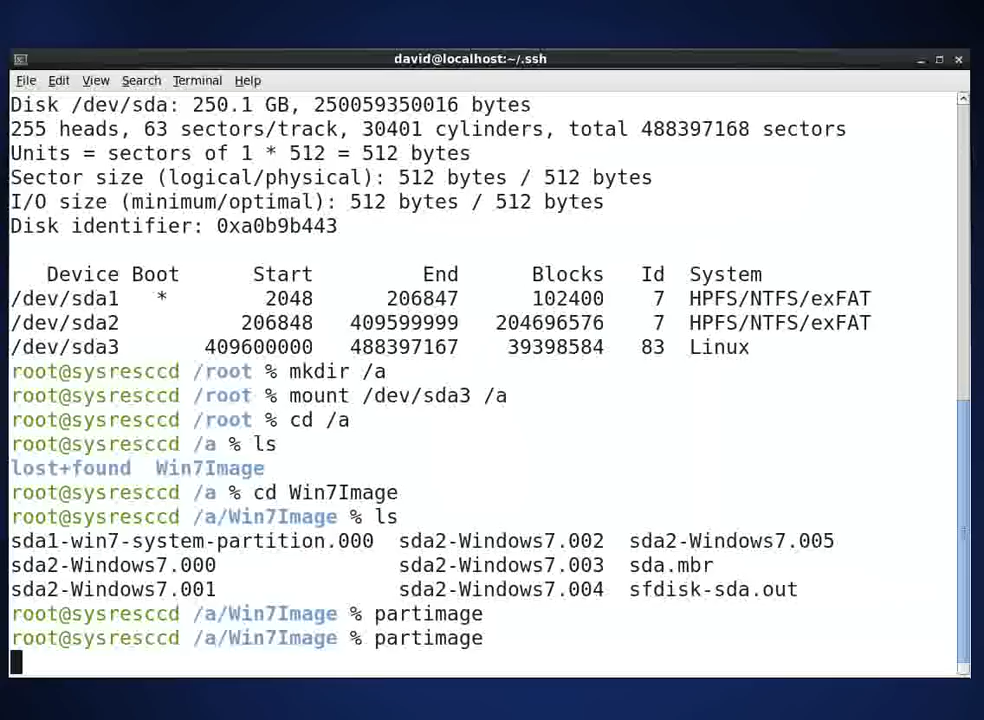 david@localhost:~/.ssh
File Edit View Search Terminal Help
Disk /dev/sda: 250.1 GB, 250059350016 bytes
255 heads, 63 sectors/track, 30401 cylinders, total 488397168 sectors
Units = sectors of 1 * 512 = 512 bytes
Sector size (logical/physical): 512 bytes / 512 bytes
I/O size (minimum/optimal): 512 bytes / 512 bytes
Disk identifier: 0xa0b9b443
Device Boot Start End Blocks Id System
/dev/sda1 * 2048 206847 102400 7 HPFS/NTFS/exFAT
/dev/sda2 206848 409599999 204696576 7 HPFS/NTFS/exFAT
/dev/sda3 409600000 488397167 39398584 83 Linux
root@sysresccd /root % mkdir /a
root@sysresccd /root % mount /dev/sda3 /a
root@sysresccd /root % cd /a
root@sysresccd /a % ls
lost+found Win7Image
root@sysresccd /a % cd Win7Image
root@sysresccd /a/Win7Image % ls
sda1-win7-system-partition.000 sda2-Windows7.002 sda2-Windows7.005
sda2-Windows7.000 sda2-Windows7.003 sda.mbr
sda2-Windows7.001 sda2-Windows7.004 sfdisk-sda.out
root@sysresccd /a/Win7Image % partimage
root@sysresccd /a/Win7Image % partimage